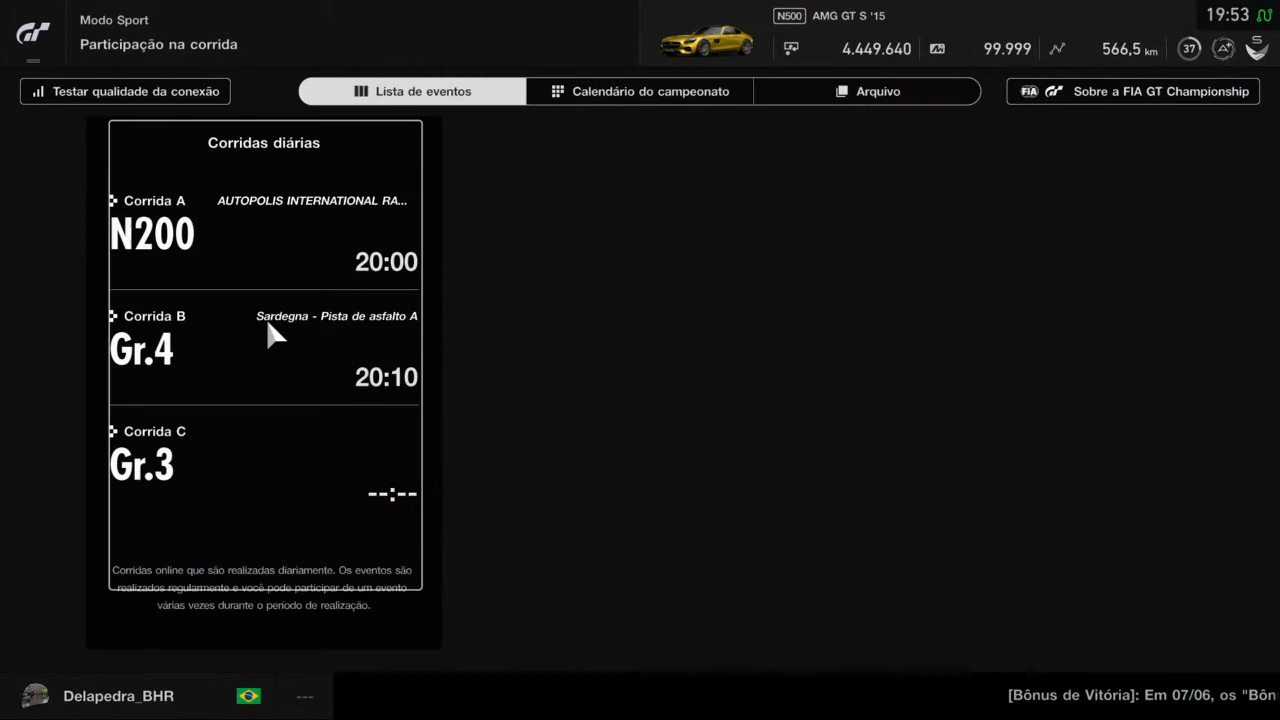 Modo Sport
Participação na corrida
N500 AMG GT S '15
19:53
4.449.640
99.999
566,5 km
37
A+
S
Testar qualidade da conexão
Lista de eventos
Calendário do campeonato
Arquivo
FIA GT Sobre a FIA GT Championship
Corridas diárias
Corrida A
AUTOPOLIS INTERNATIONAL RA...
N200
20:00
Corrida B
Sardegna - Pista de asfalto A
Gr.4
20:10
Corrida C
Gr.3
--:--
Corridas online que são realizadas diariamente. Os eventos são
realizados regularmente e você pode participar de um evento
várias vezes durante o período de realização.
Delapedra_BHR
---
[Bônus de Vitória]: Em 07/06, os "Bôn